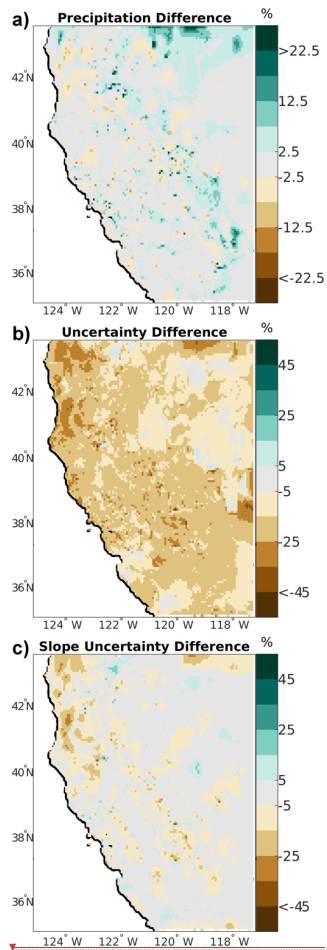 a) Precipitation Difference %
42°N
40°N
38°N
36°N
124° W 122° W 120° W 118° W
>22.5
12.5
2.5
-2.5
-12.5
<-22.5
b) Uncertainty Difference %
42°N
40°N
38°N
36°N
124° W 122° W 120° W 118° W
45
25
5
-5
-25
<-45
c) Slope Uncertainty Difference %
42°N
40°N
38°N
36°N
124° W 122° W 120° W 118° W
45
25
5
-5
-25
<-45